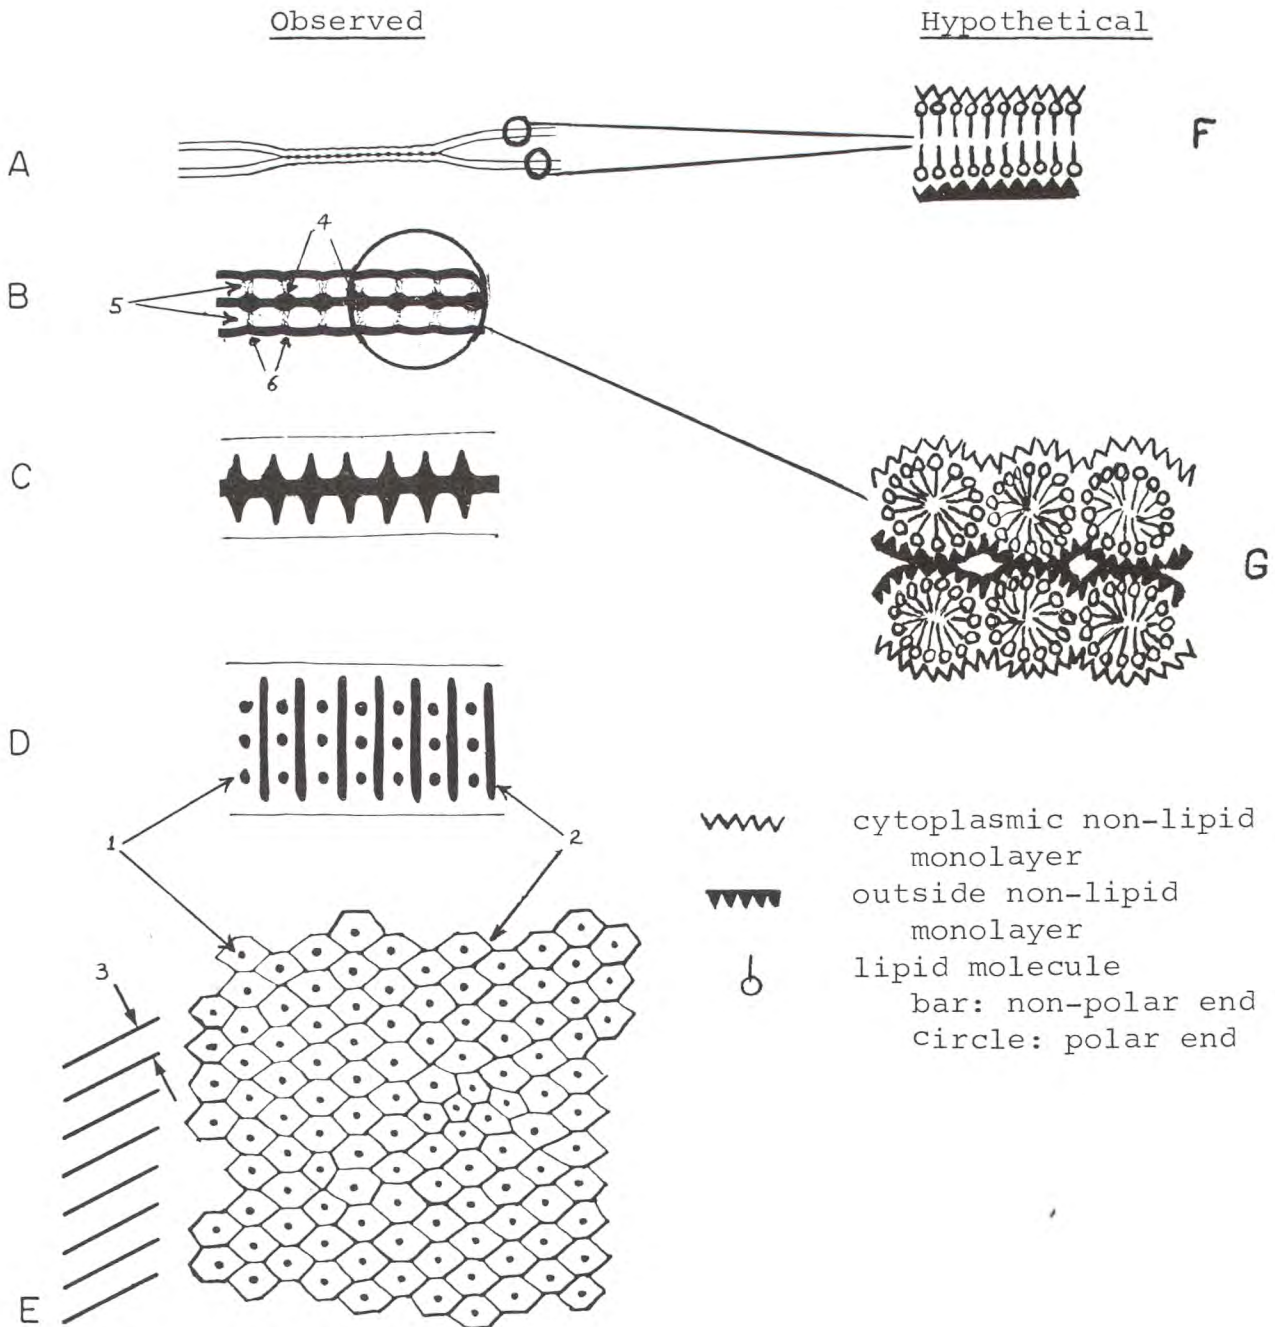 Observed
Hypothetical
A
F
B
4
5
6
C
G
D
1
2
cytoplasmic non-lipid
monolayer
outside non-lipid
monolayer
3
lipid molecule
bar: non-polar end
circle: polar end
E